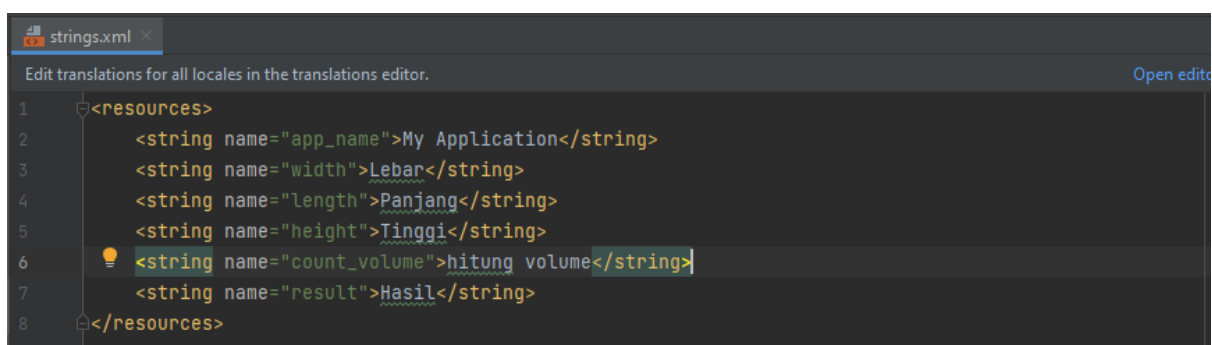 strings.xml
Edit translations for all locales in the translations editor. Open edito
1 <resources>
2 <string name="app_name">My Application</string>
3 <string name="width">Lebar</string>
4 <string name="length">Panjang</string>
5 <string name="height">Tinggi</string>
6 <string name="count_volume">hitung volume</string>
7 <string name="result">Hasil</string>
8 </resources>